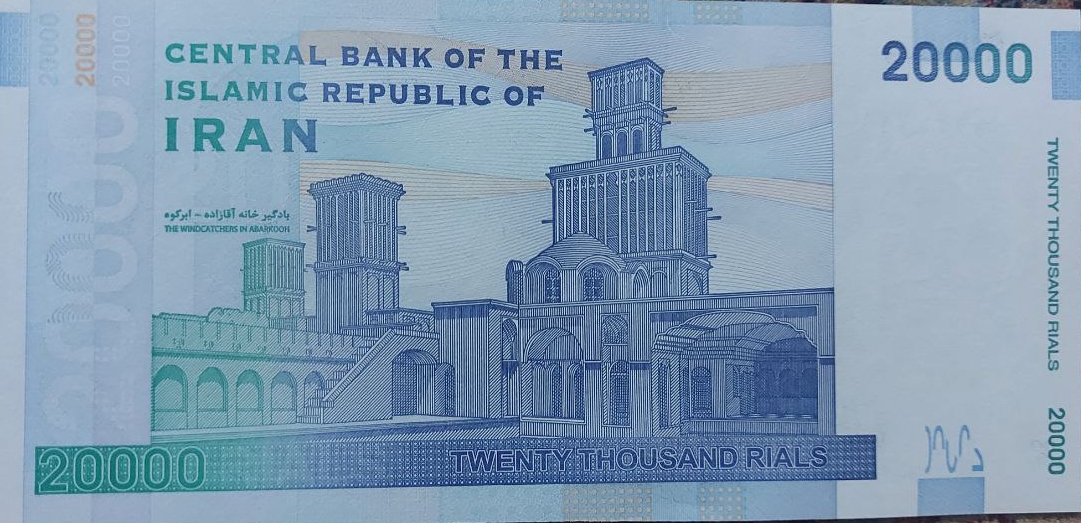 20000
20000
20000
20000
CENTRAL BANK OF THE
ISLAMIC REPUBLIC OF
IRAN
20000
بادگیر خانه آقازاده - ابرکوه
THE WINDCATCHERS IN ABARKOOH
TWENTY THOUSAND RIALS 20000
20000
TWENTY THOUSAND RIALS